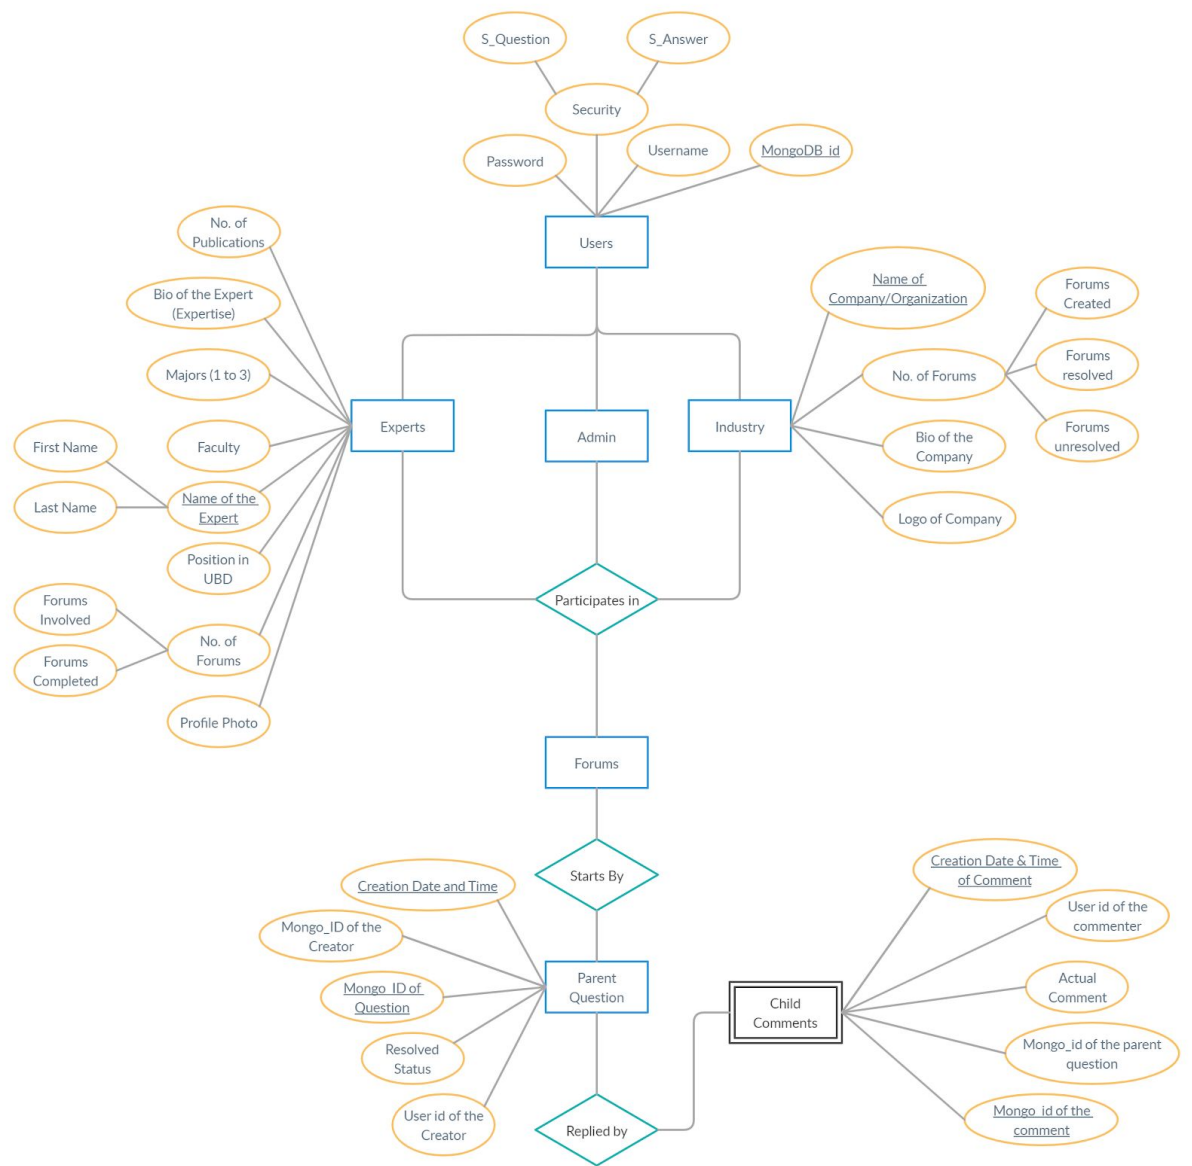 S_Question
S_Answer
Security
Password
Username
MongoDB_id
Users
No. of
Publications
Bio of the Expert
(Expertise)
Majors (1 to 3)
Faculty
First Name
Last Name
Name of the
Expert
Position in
UBD
Forums
Involved
Forums
Completed
No. of
Forums
Profile Photo
Experts
Admin
Industry
Name of
Company/Organization
No. of Forums
Forums
Created
Forums
resolved
Forums
unresolved
Bio of the
Company
Logo of Company
Participates in
Forums
Starts By
Creation Date and Time
Mongo_ID of the
Creator
Mongo_ID of
Question
Resolved
Status
User id of the
Creator
Parent
Question
Replied by
Child
Comments
Creation Date & Time
of Comment
User id of the
commenter
Actual
Comment
Mongo_id of the parent
question
Mongo_id of the
comment